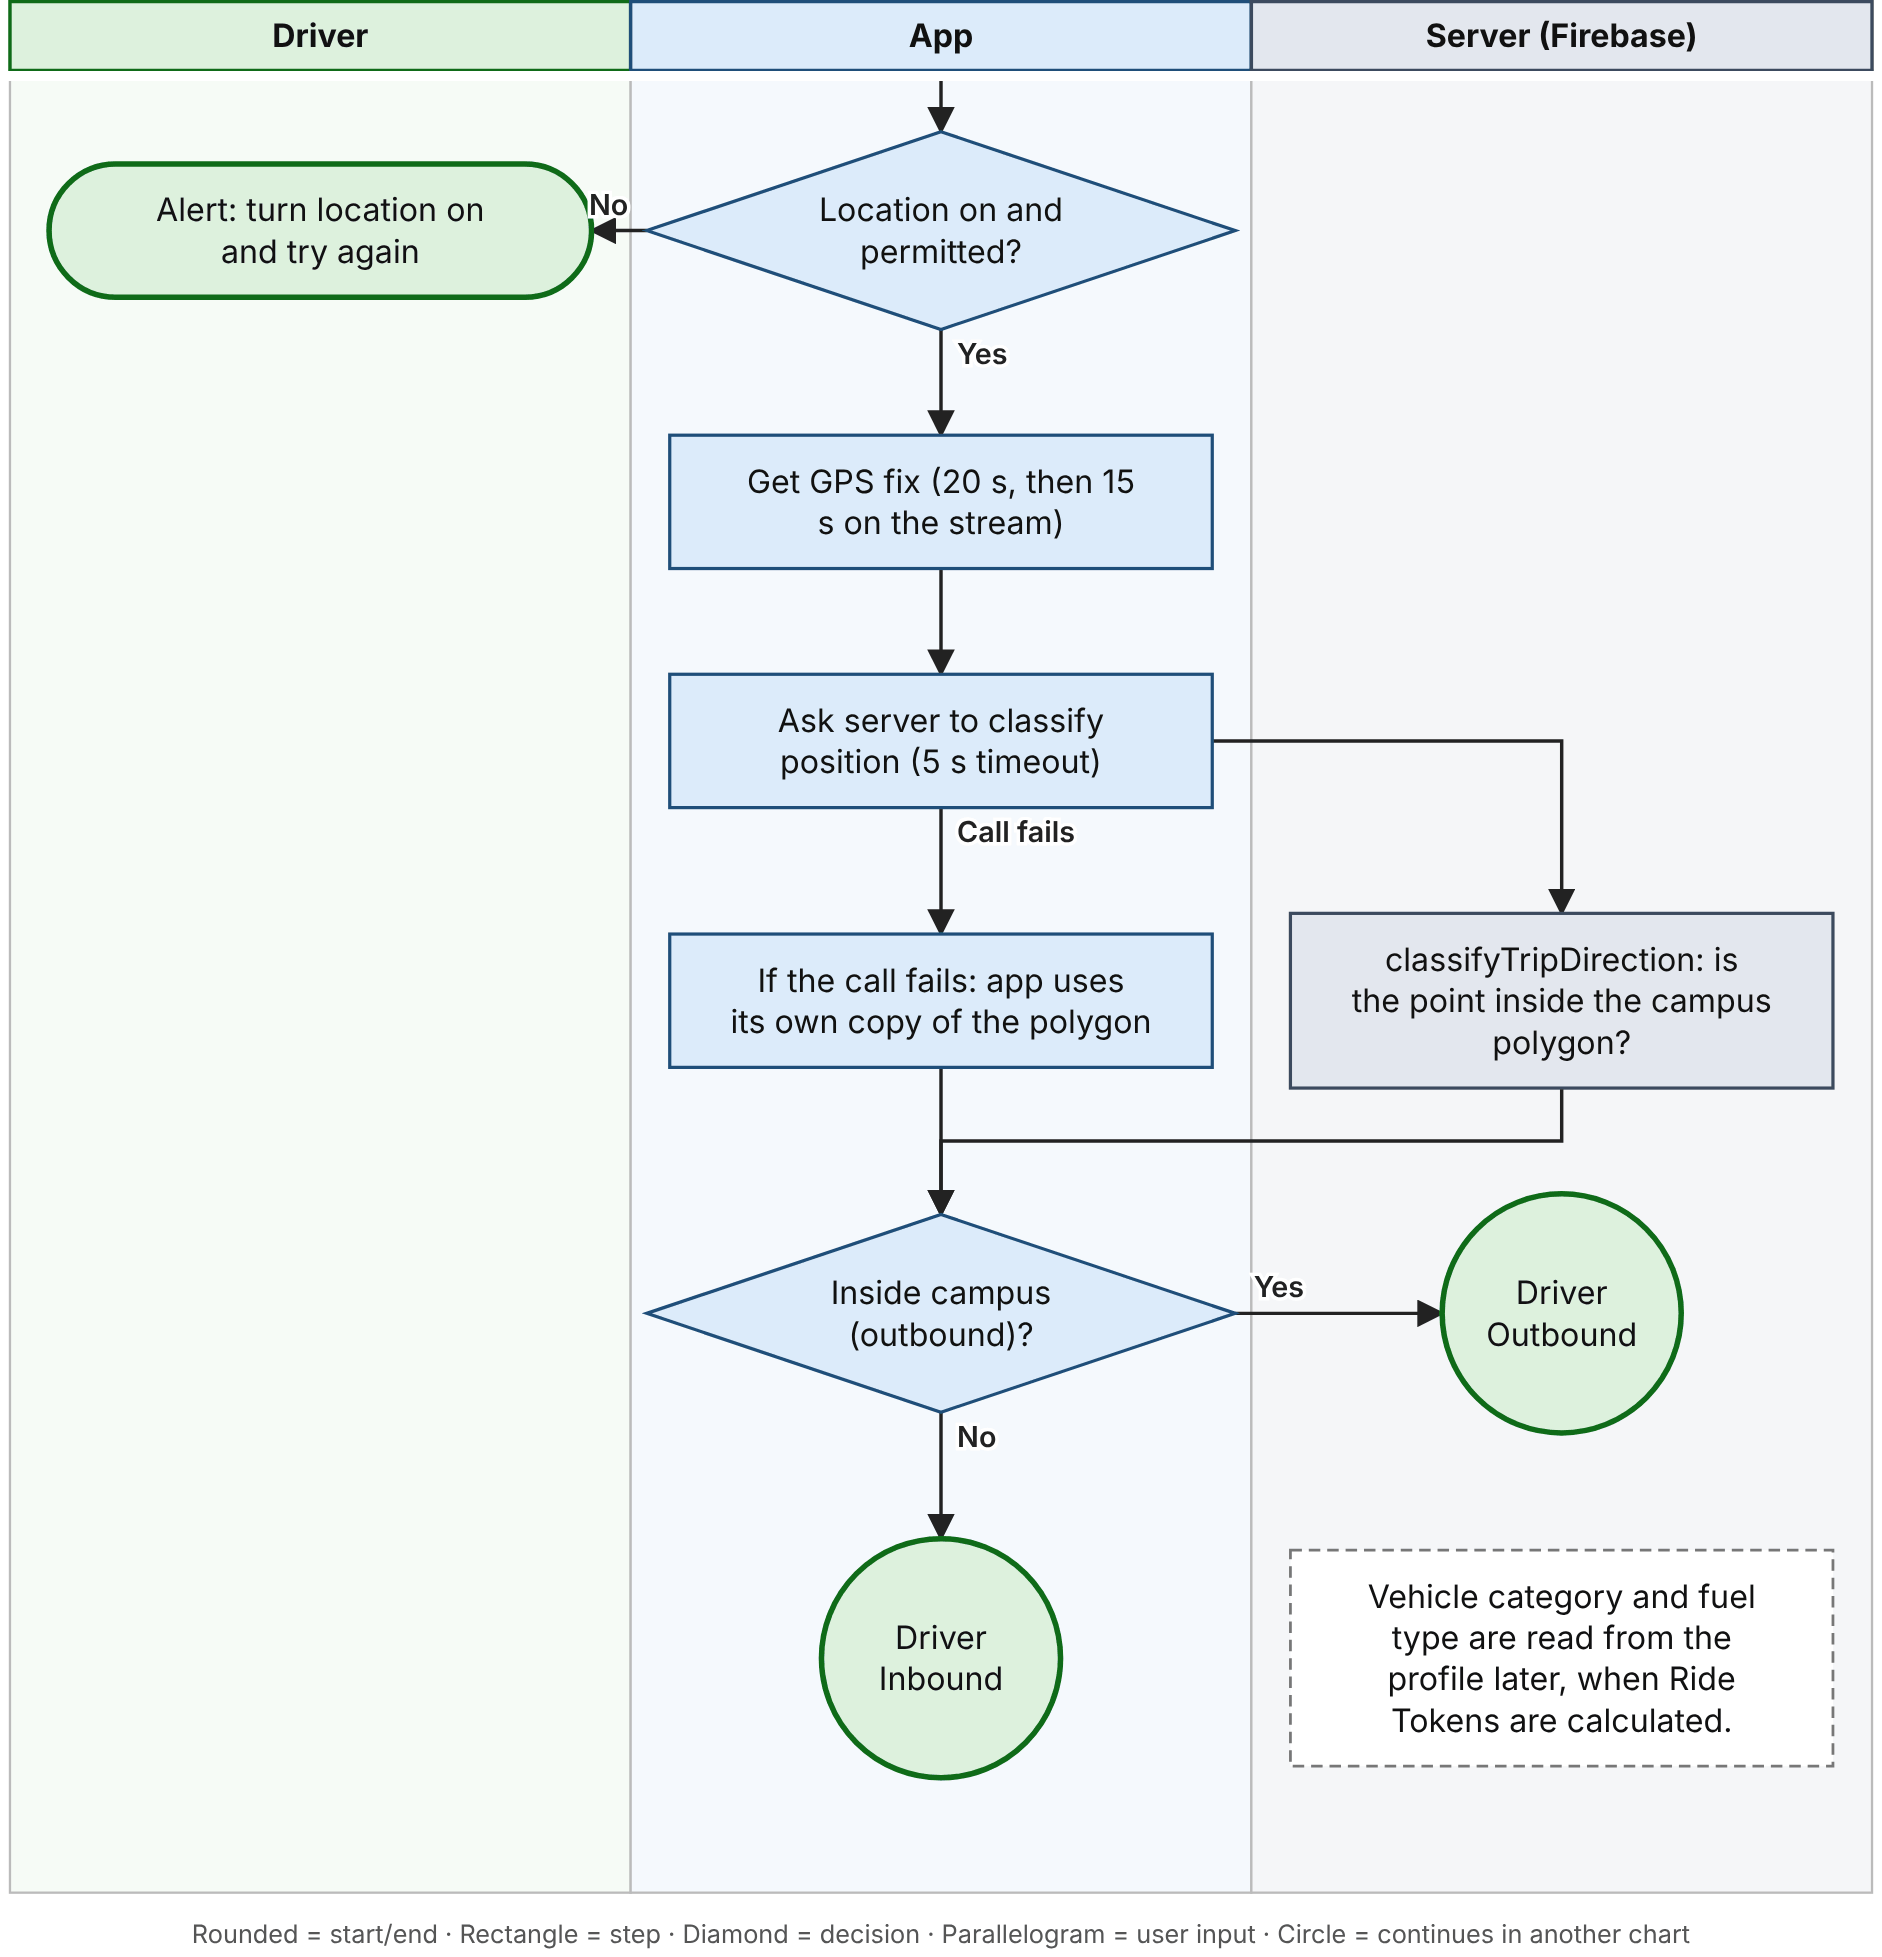 Driver
App
Server (Firebase)
Alert: turn location on
and try again
No
Location on and
permitted?
Yes
Get GPS fix (20 s, then 15
s on the stream)
Ask server to classify
position (5 s timeout)
Call fails
If the call fails: app uses
its own copy of the polygon
classifyTripDirection: is
the point inside the campus
polygon?
Inside campus
(outbound)?
Yes
Driver
Outbound
No
Driver
Inbound
Vehicle category and fuel
type are read from the
profile later, when Ride
Tokens are calculated.
Rounded = start/end · Rectangle = step · Diamond = decision · Parallelogram = user input · Circle = continues in another chart